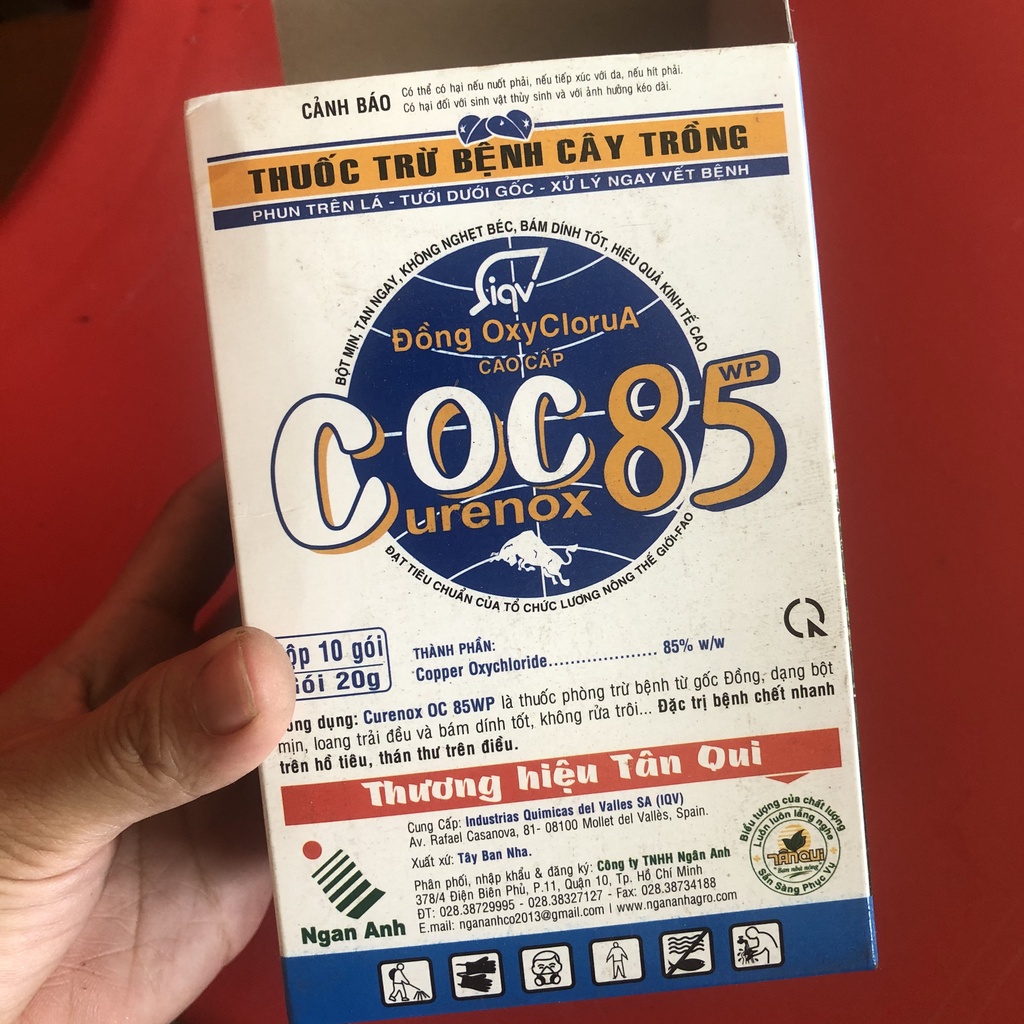 CẢNH BÁO
Có thể có hại nếu nuốt phải, nếu tiếp xúc với da, nếu hít phải.
Có hại đối với sinh vật thủy sinh và với ảnh hưởng kéo dài.
THUỐC TRỪ BỆNH CÂY TRỒNG
PHUN TRÊN LÁ - TƯỚI DƯỚI GỐC - XỬ LÝ NGAY VẾT BỆNH
BỘT MỊN, TAN NGAY, KHÔNG NGHẸT BÉC, BÁM DÍNH TỐT, HIỆU QUẢ KINH TẾ CAO
iqv
Đồng OxyCloruA
CAO CẤP
COC85 WP
Curenox
ĐẠT TIÊU CHUẨN CỦA TỔ CHỨC LƯƠNG NÔNG THẾ GIỚI-FAO
ộp 10 gói
ói 20g
THÀNH PHẦN:
Copper Oxychloride.................... 85% w/w
ông dụng: Curenox OC 85WP là thuốc phòng trừ bệnh từ gốc Đồng, dạng bột
mịn, loang trải đều và bám dính tốt, không rửa trôi... Đặc trị bệnh chết nhanh
trên hồ tiêu, thán thư trên điều.
Thương hiệu Tân Qui
Cung Cấp: Industrias Quimicas del Valles SA (IQV)
Av. Rafael Casanova, 81- 08100 Mollet del Vallès, Spain.
Xuất xứ: Tây Ban Nha.
Phân phối, nhập khẩu & đăng ký: Công ty TNHH Ngân Anh
378/4 Điện Biên Phủ, P.11, Quận 10, Tp. Hồ Chí Minh
ĐT: 028.38729995 - 028.38327127 - Fax: 028.38734188
E.mail: ngananhco2013@gmail.com | www.ngananhagro.com
Ngan Anh
Biểu tượng của chất lượng
Luôn luôn lắng nghe
TÂN QUI
"Bạn nhà nông"
Sẵn Sàng Phục Vụ